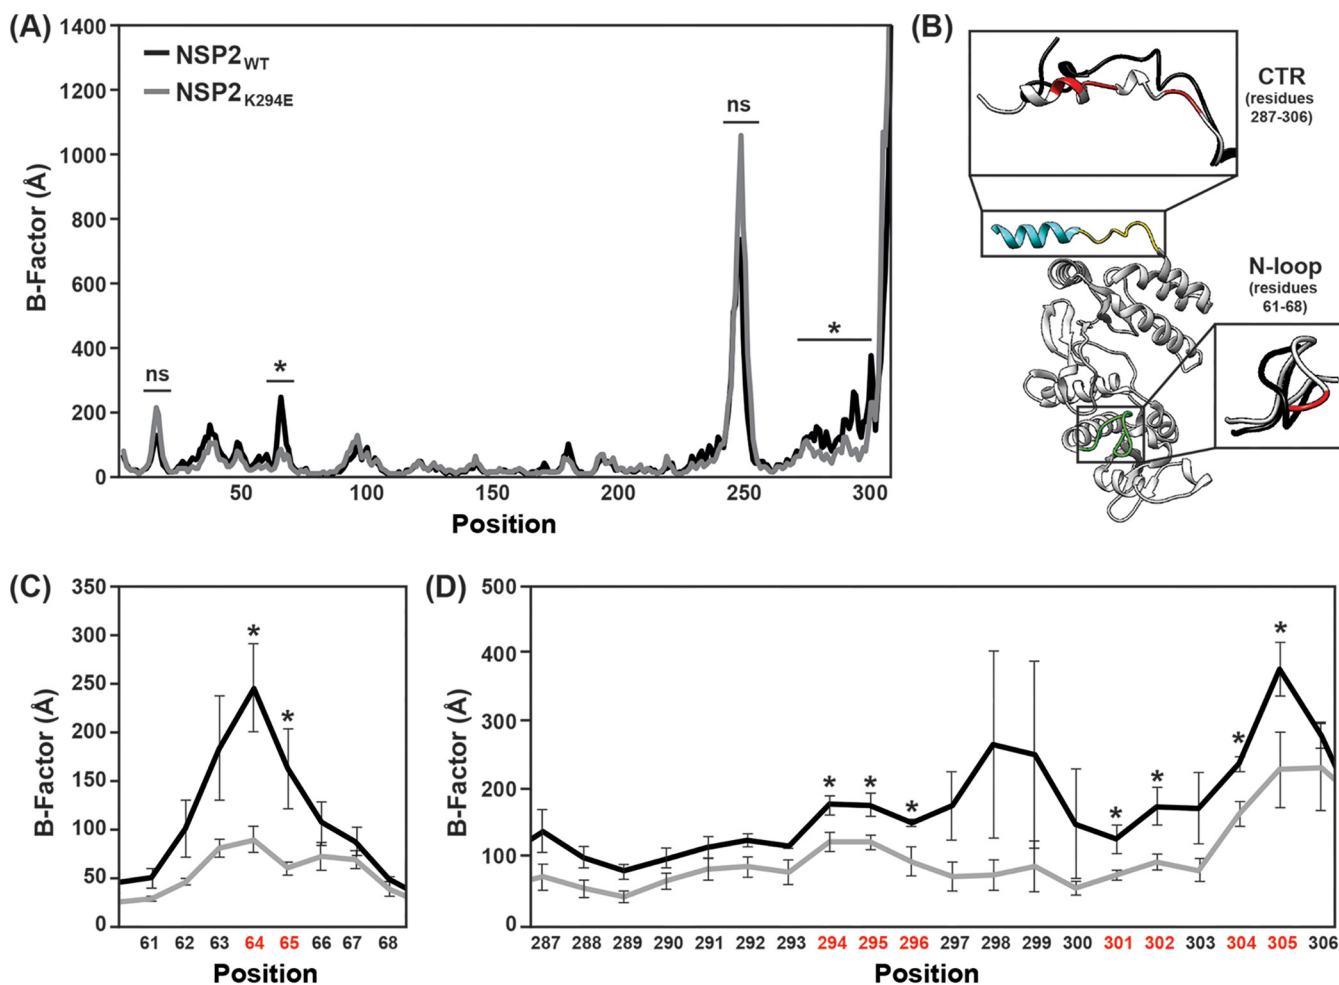 (A)
1400
1200
1000
800
600
400
200
0
B-Factor (Å)
NSP2WT
NSP2K294E
ns
*
ns
*
50
100
150
200
250
300
Position
(B)
CTR
(residues
287-306)
N-loop
(residues
61-68)
(C)
350
300
250
200
150
100
50
0
B-Factor (Å)
*
*
61 62 63 64 65 66 67 68
Position
(D)
500
400
300
200
100
0
B-Factor (Å)
* * * * * * *
287 288 289 290 291 292 293 294 295 296 297 298 299 300 301 302 303 304 305 306
Position